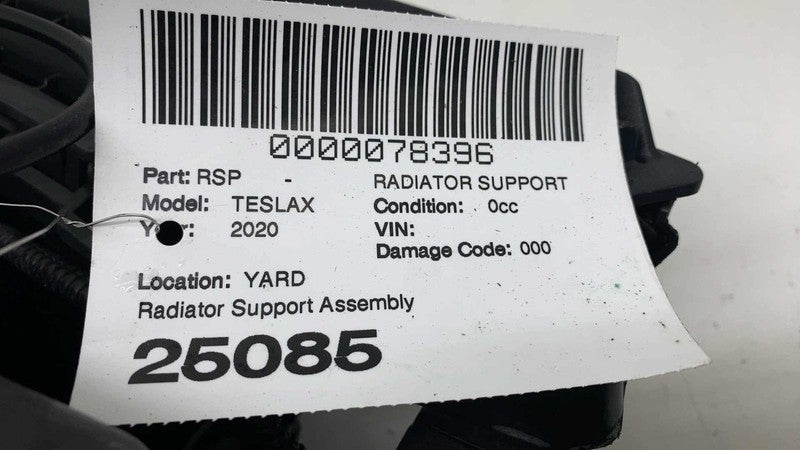 0000078396
Part: RSP - RADIATOR SUPPORT
Model: TESLAX Condition: 0cc
Year: 2020 VIN:
Damage Code: 000
Location: YARD
Radiator Support Assembly
25085